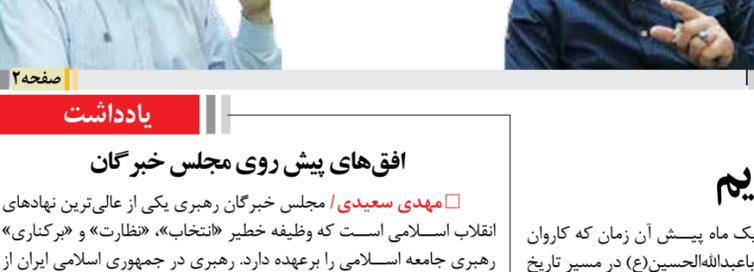 صفحه۲
یادداشت
افق‌های پیش روی مجلس خبرگان
□مهدی سعیدی/ مجلس خبرگان رهبری یکی از عالی‌ترین نهادهای
انقلاب اسلامی است که وظیفه خطیر «انتخاب»، «نظارت» و «برکناری»
رهبری جامعه اسلامی را برعهده دارد. رهبری در جمهوری اسلامی ایران از
یک ماه پیش آن زمان که کاروان
در مسیر تاریخ